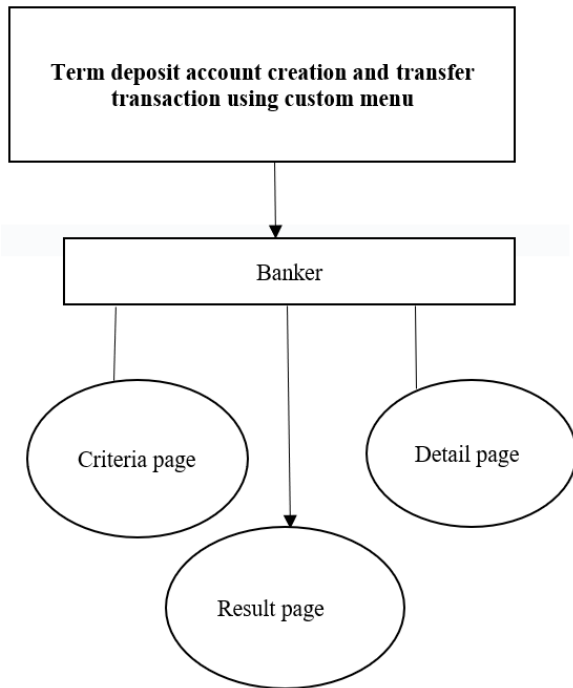 Term deposit account creation and transfer
transaction using custom menu
Banker
Criteria page
Detail page
Result page